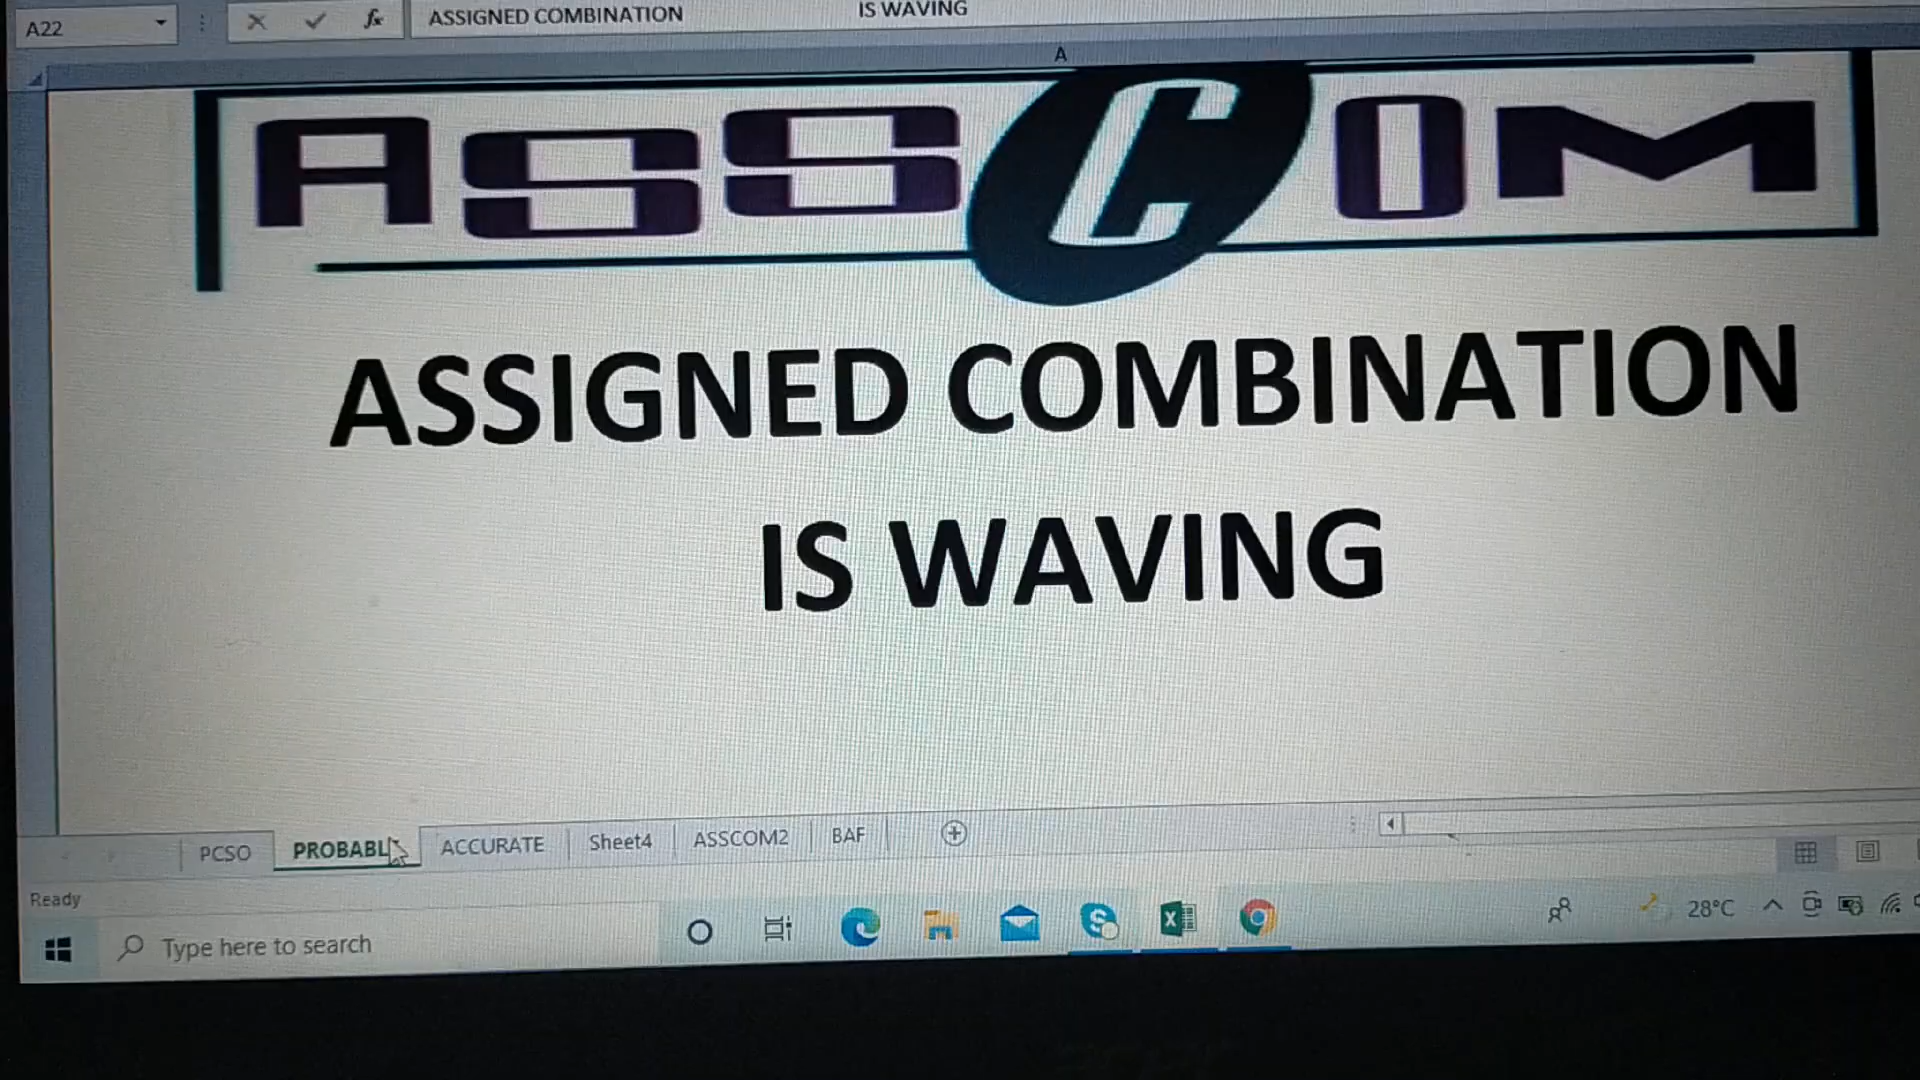 A22
fx
ASSIGNED COMBINATION IS WAVING
A
ASSCOM
ASSIGNED COMBINATION
IS WAVING
PCSO
PROBABL
ACCURATE
Sheet4
ASSCOM2
BAF
Ready
Type here to search
28°C